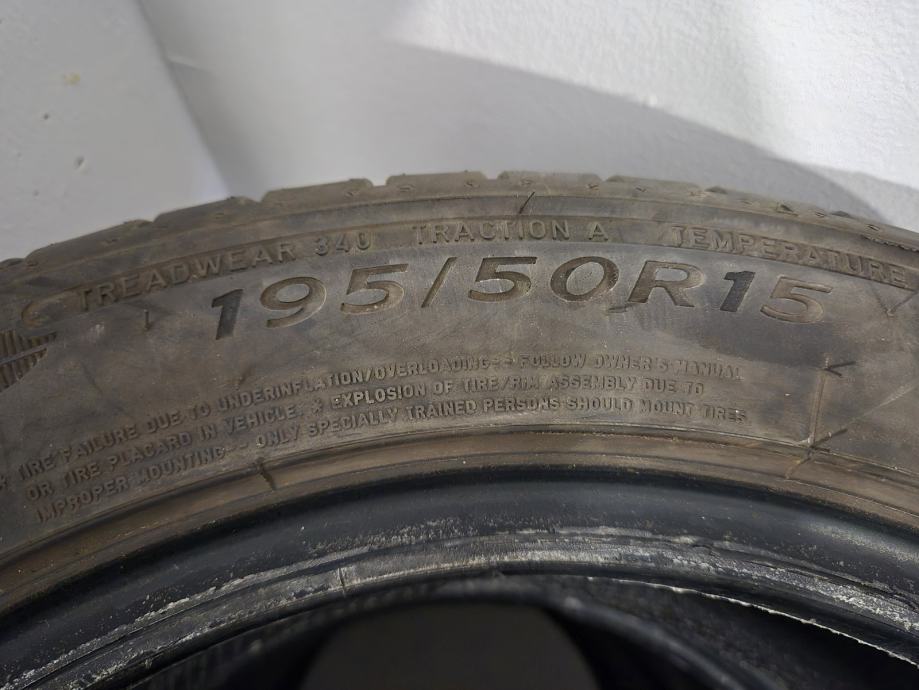 TREADWEAR 340 TRACTION A TEMPERATURE
195/50R15
* TIRE FAILURE DUE TO UNDERINFLATION/OVERLOADING-- FOLLOW OWNER'S MANUAL
OR TIRE PLACARD IN VEHICLE. * EXPLOSION OF TIRE/RIM ASSEMBLY DUE TO
IMPROPER MOUNTING-- ONLY SPECIALLY TRAINED PERSONS SHOULD MOUNT TIRES